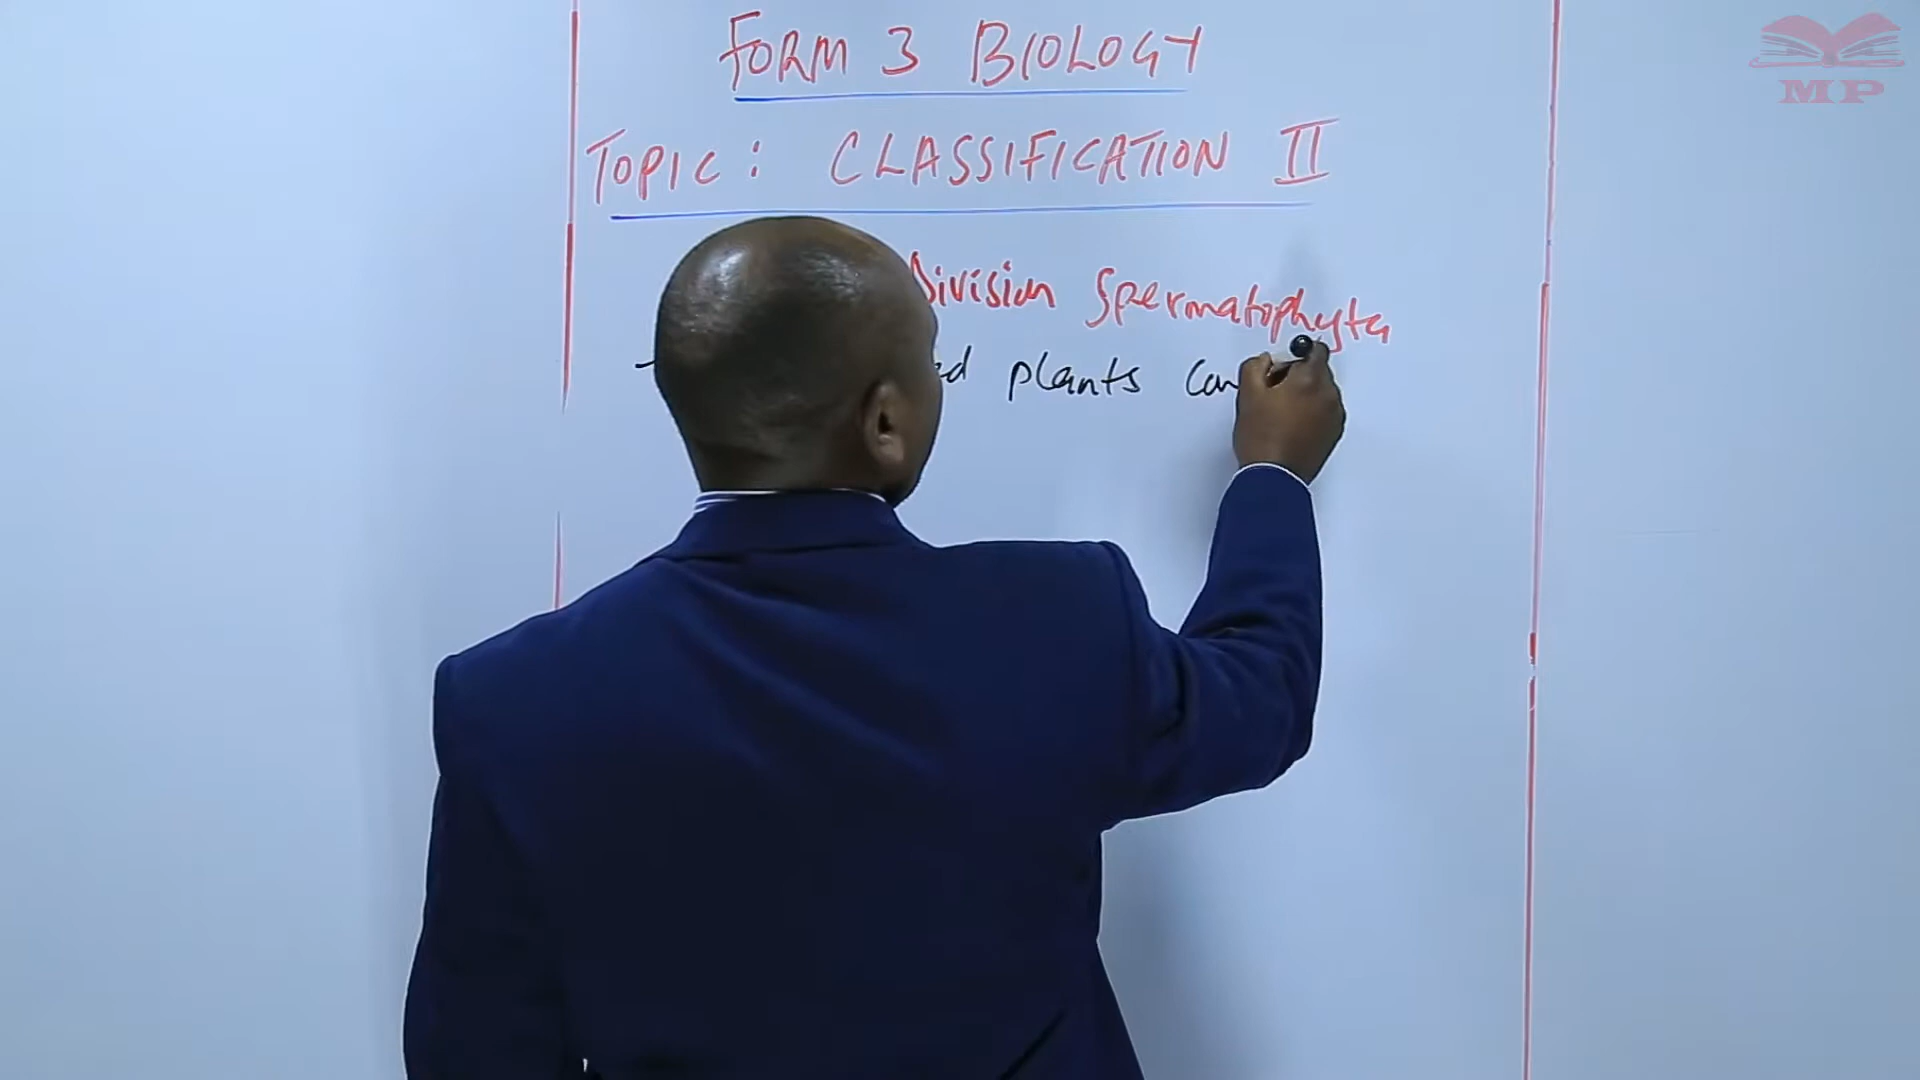 FORM 3 BIOLOGY
TOPIC: CLASSIFICATION II
Division Spermatophyta
plants
MP